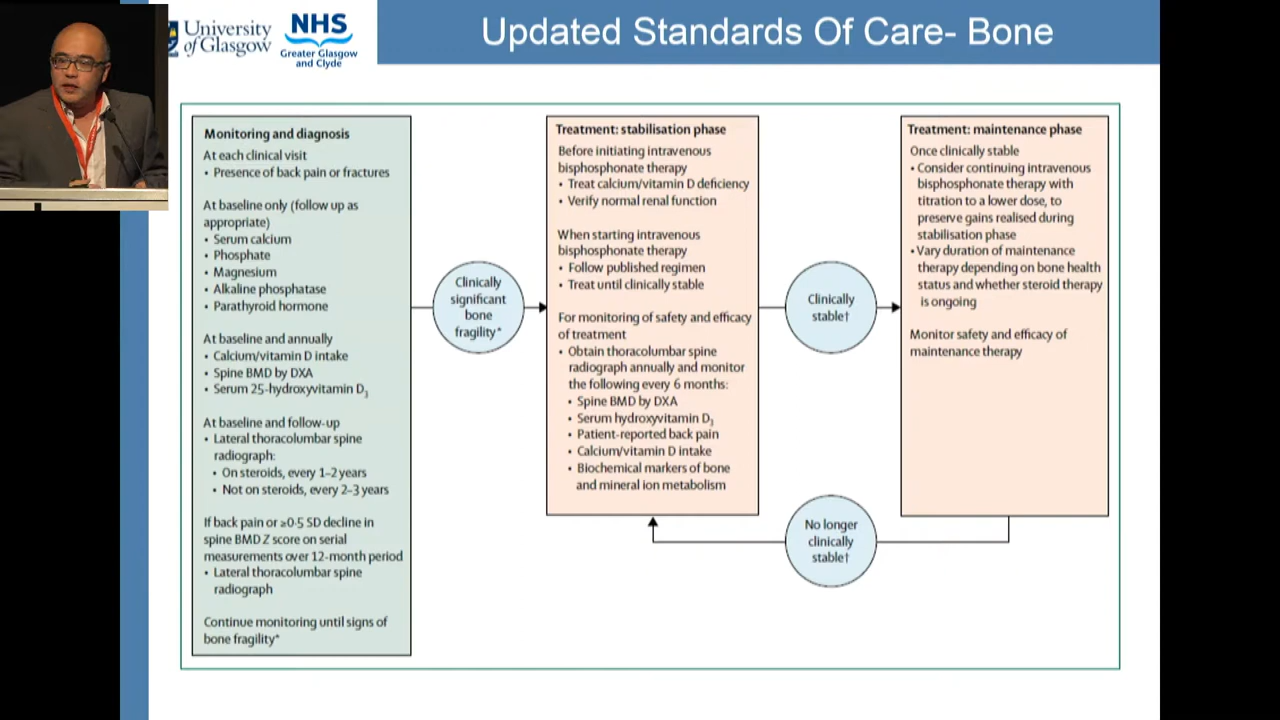 University
of Glasgow
NHS
Greater Glasgow
and Clyde
Updated Standards Of Care- Bone
Monitoring and diagnosis
At each clinical visit
• Presence of back pain or fractures
At baseline only (follow up as
appropriate)
• Serum calcium
• Phosphate
• Magnesium
• Alkaline phosphatase
• Parathyroid hormone
At baseline and annually
• Calcium/vitamin D intake
• Spine BMD by DXA
• Serum 25-hydroxyvitamin D3
At baseline and follow-up
• Lateral thoracolumbar spine
radiograph:
• On steroids, every 1–2 years
• Not on steroids, every 2–3 years
If back pain or ≥0·5 SD decline in
spine BMD Z score on serial
measurements over 12-month period
• Lateral thoracolumbar spine
radiograph
Continue monitoring until signs of
bone fragility*
Clinically
significant
bone
fragility*
Treatment: stabilisation phase
Before initiating intravenous
bisphosphonate therapy
• Treat calcium/vitamin D deficiency
• Verify normal renal function
When starting intravenous
bisphosphonate therapy
• Follow published regimen
• Treat until clinically stable
For monitoring of safety and efficacy
of treatment
• Obtain thoracolumbar spine
radiograph annually and monitor
the following every 6 months:
• Spine BMD by DXA
• Serum hydroxyvitamin D3
• Patient-reported back pain
• Calcium/vitamin D intake
• Biochemical markers of bone
and mineral ion metabolism
Clinically
stable†
Treatment: maintenance phase
Once clinically stable
• Consider continuing intravenous
bisphosphonate therapy with
titration to a lower dose, to
preserve gains realised during
stabilisation phase
• Vary duration of maintenance
therapy depending on bone health
status and whether steroid therapy
is ongoing
Monitor safety and efficacy of
maintenance therapy
No longer
clinically
stable†